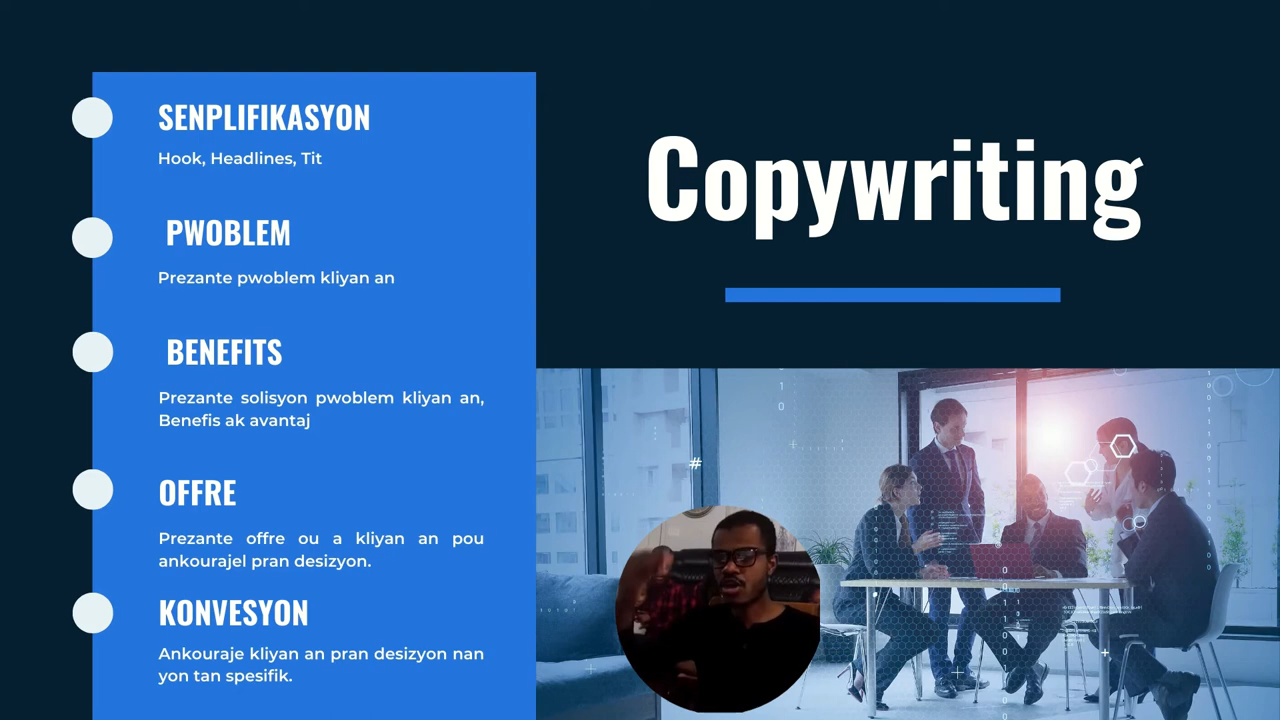 SENPLIFIKASYON
Hook, Headlines, Tit
PWOBLEM
Prezante pwoblem kliyan an
BENEFITS
Prezante solisyon pwoblem kliyan an,
Benefis ak avantaj
OFFRE
Prezante offre ou a kliyan an pou
ankourajel pran desizyon.
KONVESYON
Ankouraje kliyan an pran desizyon nan
yon tan spesifik.
Copywriting
#